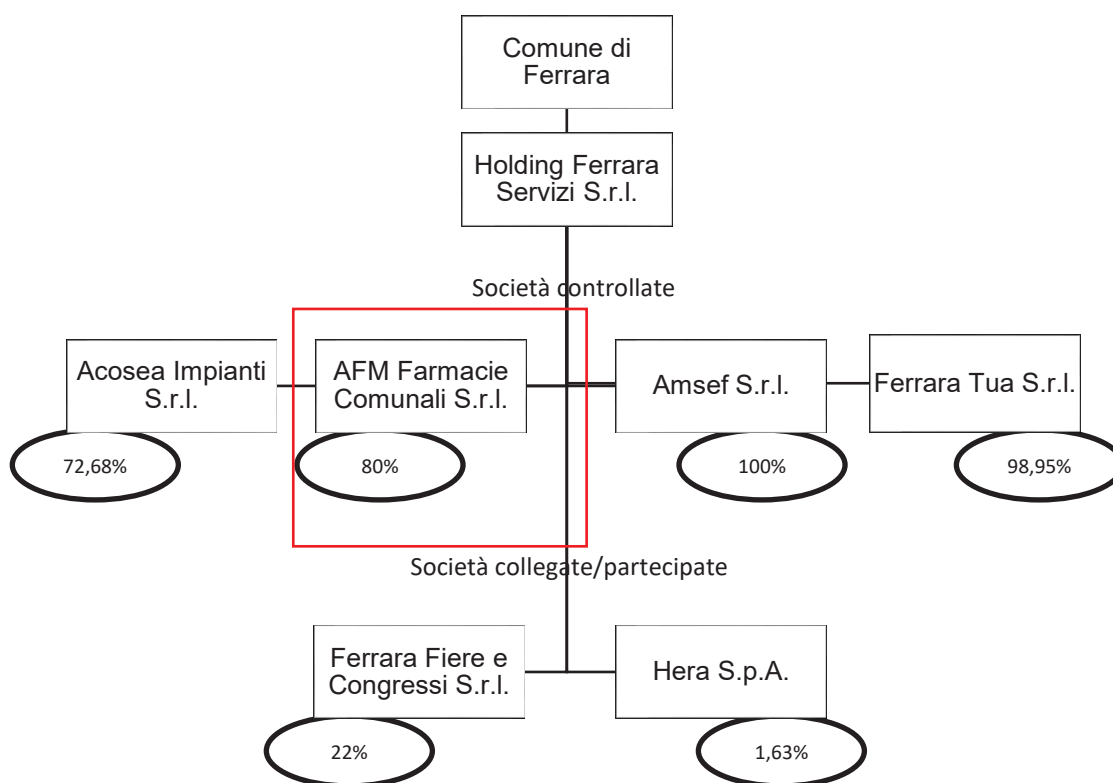 Comune di
Ferrara
Holding Ferrara
Servizi S.r.l.
Società controllate
Acosea Impianti
S.r.l.
AFM Farmacie
Comunali S.r.l.
Amsef S.r.l.
Ferrara Tua S.r.l.
72,68%
80%
100%
98,95%
Società collegate/partecipate
Ferrara Fiere e
Congressi S.r.l.
Hera S.p.A.
22%
1,63%